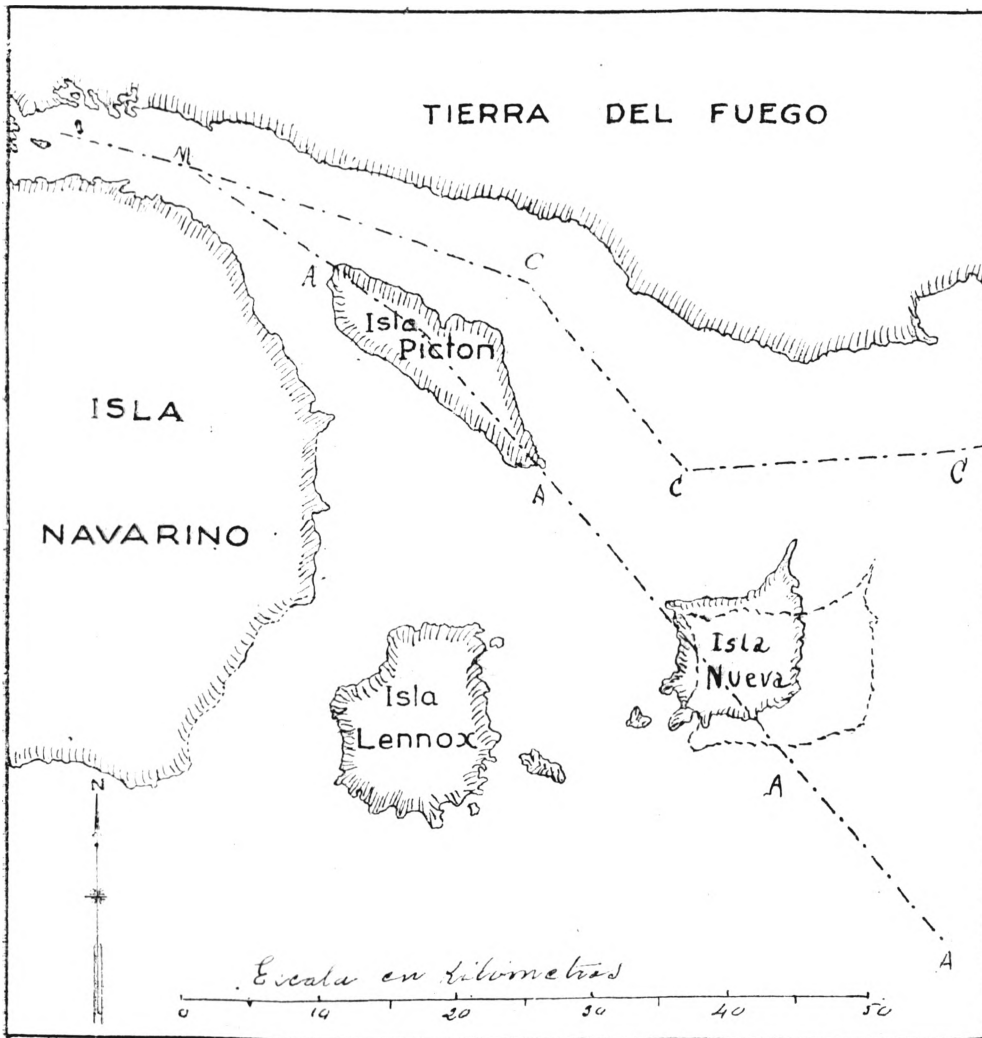 TIERRA DEL FUEGO
M
C
A
Isla
Picton
ISLA
A
C
C
NAVARINO
Isla
Nueva
Isla
Lennox
A
N
A
Escala en Kilometros
0 10 20 30 40 50